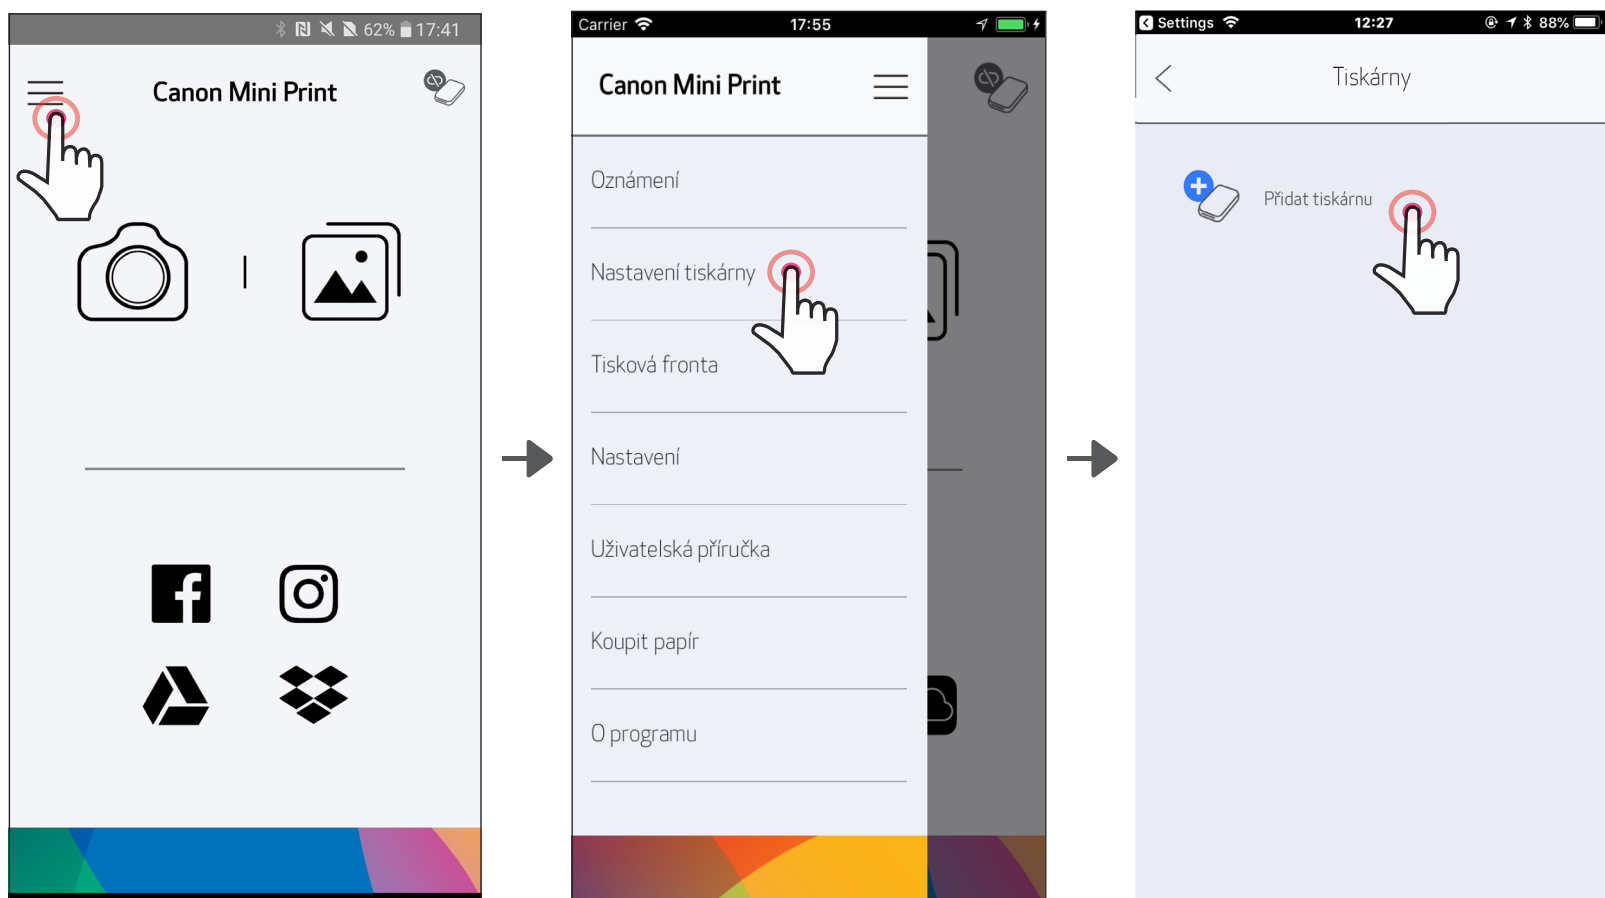 62% 17:41
Canon Mini Print
Carrier 17:55
Canon Mini Print
Oznámení
Nastavení tiskárny
Tisková fronta
Nastavení
Uživatelská příručka
Koupit papír
O programu
Settings 12:27 88%
Tiskárny
Přidat tiskárnu